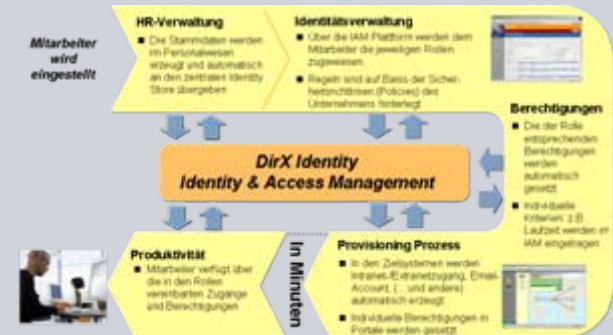 Mitarbeiter
wird
eingestellt
HR-Verwaltung
Die Stammdaten werden
im Personalwesen
erzeugt und automatisch
an den zentralen Identity
Store übergeben
Identitätsverwaltung
Über die IAM Plattform werden dem
Mitarbeiter die jeweiligen Rollen
zugewiesen.
Regeln sind auf Basis der Sicher-
heitsrichtlinien (Policies) des
Unternehmens hinterlegt
Berechtigungen
Die der Rolle
entsprechenden
Berechtigungen
werden
automatisch
gesetzt
Individuelle
Kriterien: z.B.
Laufzeit werden im
IAM eingetragen
DirX Identity
Identity & Access Management
Produktivität
Mitarbeiter verfügt über
die in den Rollen
vereinbarten Zugänge
und Berechtigungen
In Minuten
Provisioning Prozess
In den Zielsystemen werden
Intranet-/Extranetzugang, Email-
Account, (... und andere)
automatisch erzeugt
Individuelle Berechtigungen in
Portale werden gesetzt